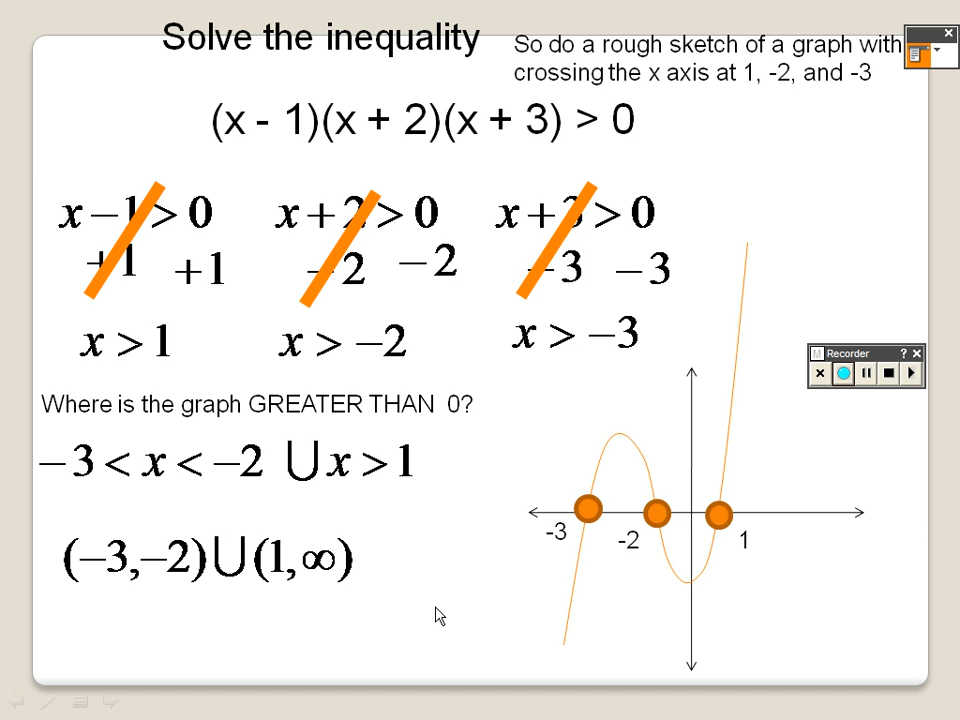 Solve the inequality
So do a rough sketch of a graph with
crossing the x axis at 1, -2, and -3
(x - 1)(x + 2)(x + 3) > 0
x − 1 > 0 x + 2 > 0 x + 3 > 0
+1 +1 −2 −2 −3 −3
x > 1 x > −2 x > −3
M Recorder ?
Where is the graph GREATER THAN 0?
−3 < x < −2 ∪ x > 1
(−3,−2)∪(1,∞)
-3 -2 1